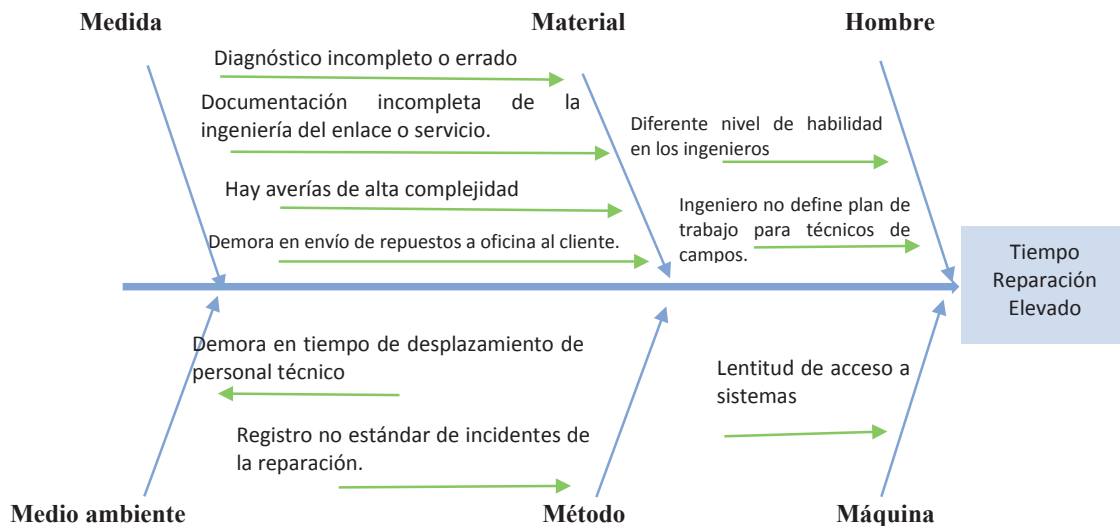 Medida
Material
Hombre
Diagnóstico incompleto o errado
Documentación incompleta de la
ingeniería del enlace o servicio.
Diferente nivel de habilidad
en los ingenieros
Hay averías de alta complejidad
Ingeniero no define plan de
trabajo para técnicos de
campos.
Demora en envío de repuestos a oficina al cliente.
Tiempo
Reparación
Elevado
Demora en tiempo de desplazamiento de
personal técnico
Lentitud de acceso a
sistemas
Registro no estándar de incidentes de
la reparación.
Medio ambiente
Método
Máquina